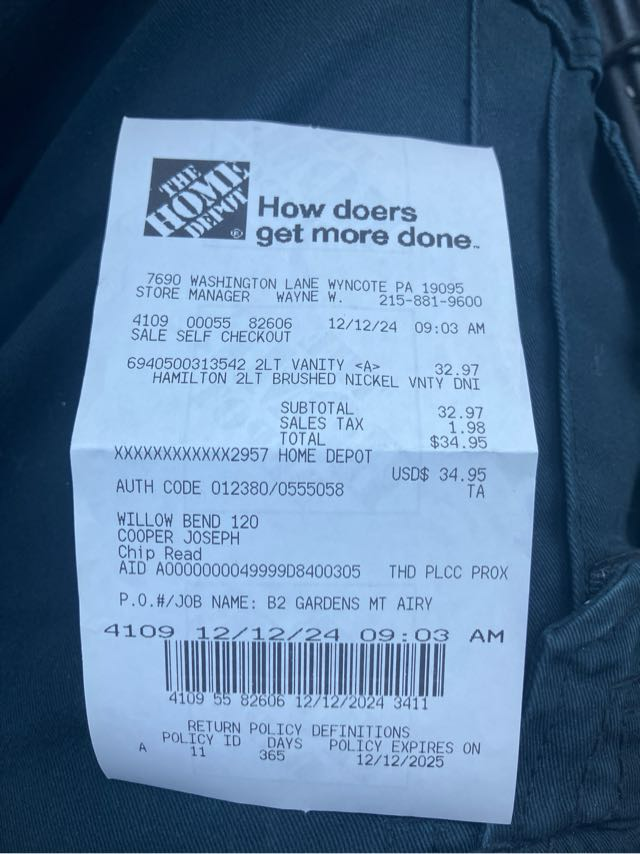 THE
HOME
DEPOT
®
How doers
get more done.™
7690 WASHINGTON LANE WYNCOTE PA 19095
STORE MANAGER WAYNE W. 215-881-9600
4109 00055 82606 12/12/24 09:03 AM
SALE SELF CHECKOUT
6940500313542 2LT VANITY <A> 32.97
HAMILTON 2LT BRUSHED NICKEL VNTY DNI
SUBTOTAL 32.97
SALES TAX 1.98
TOTAL $34.95
XXXXXXXXXXXX2957 HOME DEPOT
USD$ 34.95
AUTH CODE 012380/0555058 TA
WILLOW BEND 120
COOPER JOSEPH
Chip Read
AID A0000000049999D8400305 THD PLCC PROX
P.O.#/JOB NAME: B2 GARDENS MT AIRY
4109 12/12/24 09:03 AM
4109 55 82606 12/12/2024 3411
RETURN POLICY DEFINITIONS
POLICY ID DAYS POLICY EXPIRES ON
A 11 365 12/12/2025